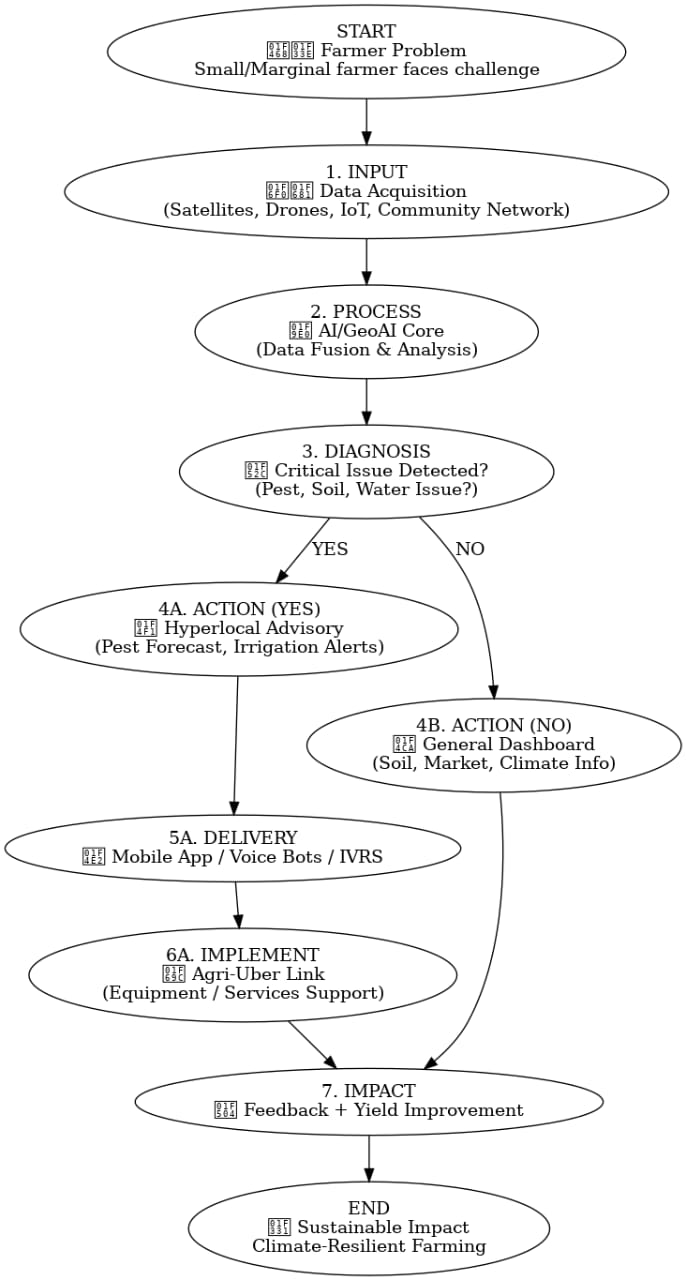 START
👨🌾 Farmer Problem
Small/Marginal farmer faces challenge
1. INPUT
🛰🚁 Data Acquisition
(Satellites, Drones, IoT, Community Network)
2. PROCESS
🧠 AI/GeoAI Core
(Data Fusion & Analysis)
3. DIAGNOSIS
🔬 Critical Issue Detected?
(Pest, Soil, Water Issue?)
YES
NO
4A. ACTION (YES)
📱 Hyperlocal Advisory
(Pest Forecast, Irrigation Alerts)
4B. ACTION (NO)
📊 General Dashboard
(Soil, Market, Climate Info)
5A. DELIVERY
📢 Mobile App / Voice Bots / IVRS
6A. IMPLEMENT
🚜 Agri-Uber Link
(Equipment / Services Support)
7. IMPACT
🔄 Feedback + Yield Improvement
END
🌱 Sustainable Impact
Climate-Resilient Farming